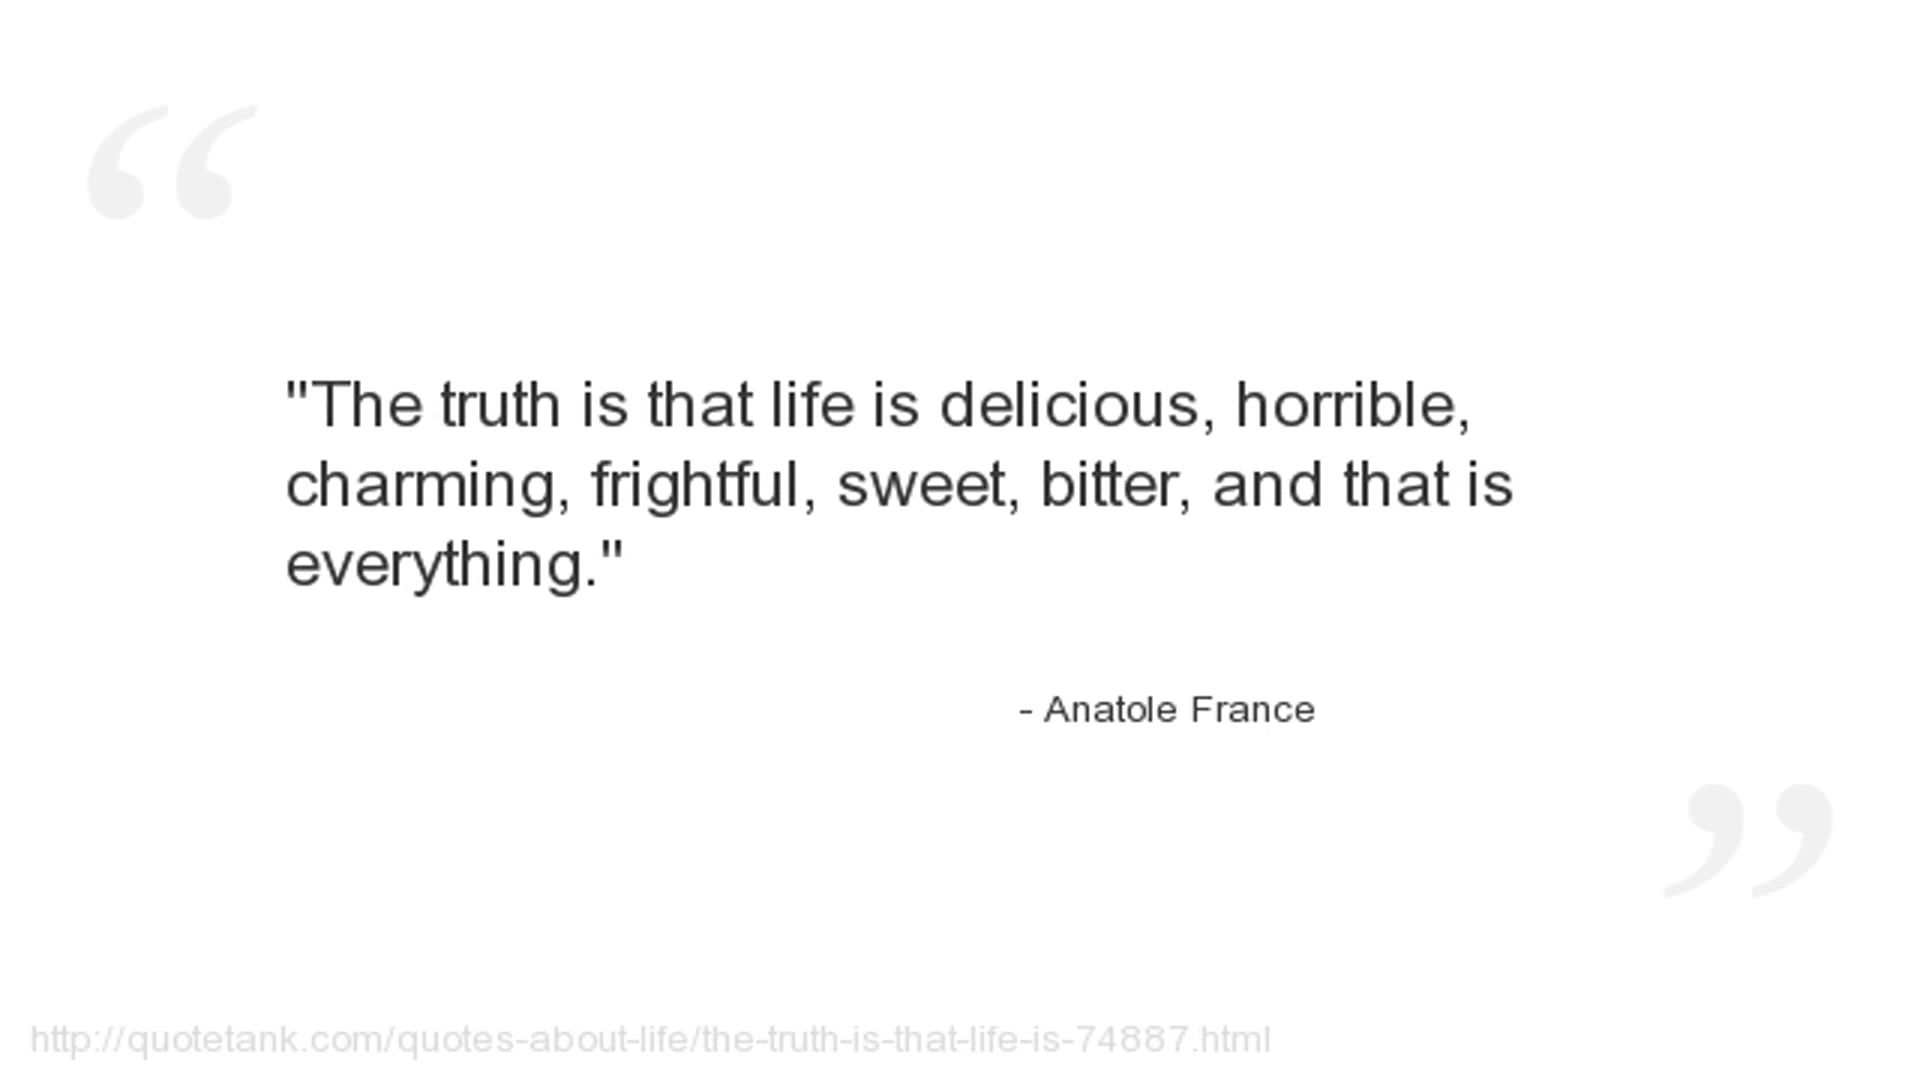 "The truth is that life is delicious, horrible,
charming, frightful, sweet, bitter, and that is
everything."
- Anatole France
http://quotetank.com/quotes-about-life/the-truth-is-that-life-is-74887.html